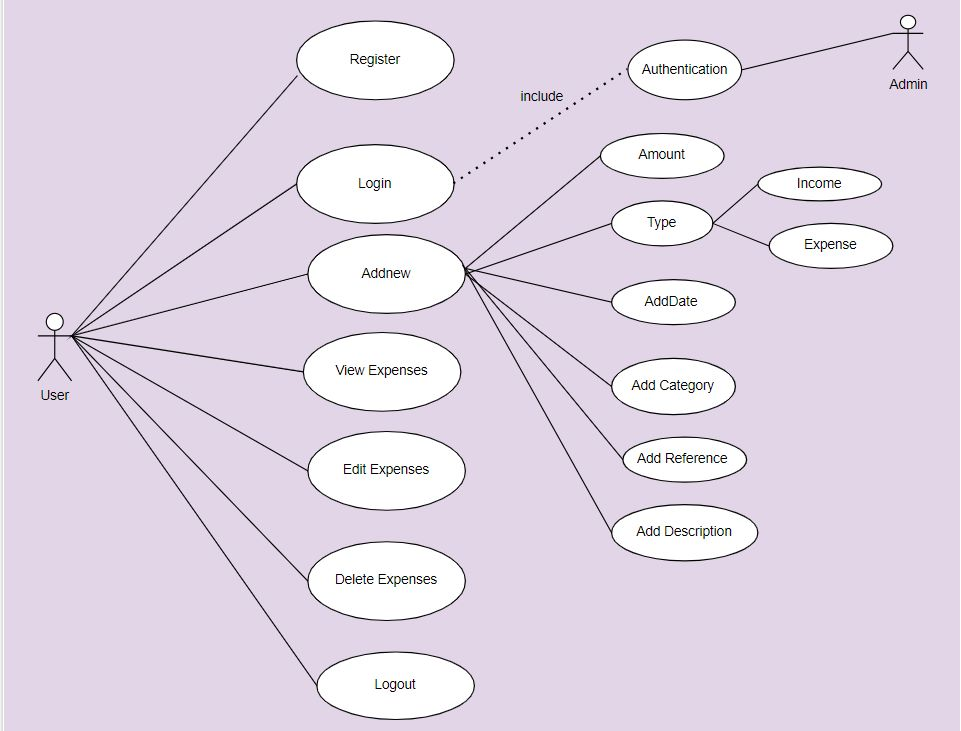 Register
Authentication
Admin
include
Amount
Login
Income
Type
Expense
Addnew
AddDate
View Expenses
Add Category
User
Edit Expenses
Add Reference
Add Description
Delete Expenses
Logout